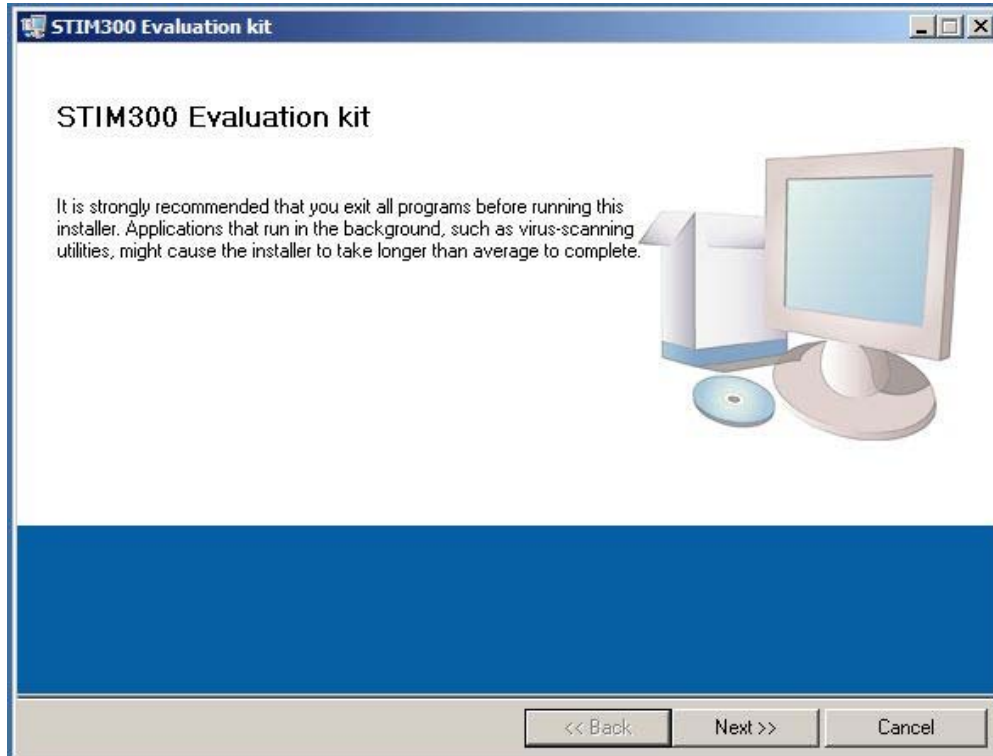 STIM300 Evaluation kit
STIM300 Evaluation kit
It is strongly recommended that you exit all programs before running this
installer. Applications that run in the background, such as virus-scanning
utilities, might cause the installer to take longer than average to complete.
<< Back
Next >>
Cancel